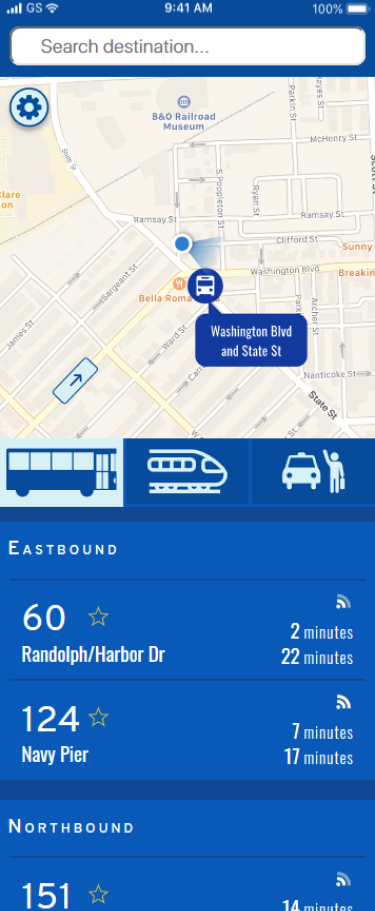 GS 9:41 AM 100%
Search destination...
B&O Railroad
Museum
Parkin St
Hayes St
McHenry St
State St
S Poppleton St
Ryan St
Ramsay St
Ramsay St
Clifford St
Sunny
Washington Blvd
Breakin
Sargeant St
Bella Roma
Archer St
James St
Ward St
Washington Blvd
and State St
Nanticoke St
State St
EASTBOUND
60
2 minutes
Randolph/Harbor Dr
22 minutes
124
7 minutes
Navy Pier
17 minutes
NORTHBOUND
151
14 minutes